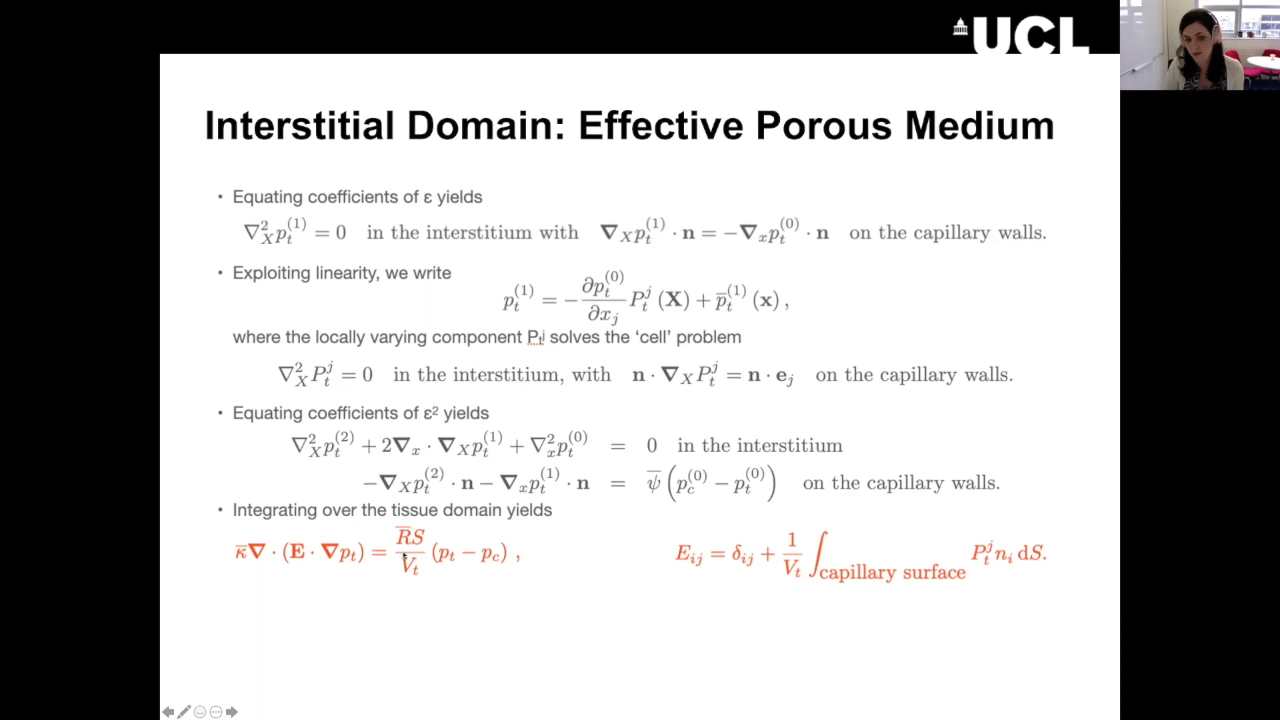 UCL
Interstitial Domain: Effective Porous Medium
• Equating coefficients of ε yields
∇²_X p_t^(1) = 0 in the interstitium with ∇_X p_t^(1) · n = −∇_x p_t^(0) · n on the capillary walls.
• Exploiting linearity, we write
p_t^(1) = − ∂p_t^(0)/∂x_j P_t^j (X) + p̅_t^(1) (x) ,
where the locally varying component P_t^j solves the ‘cell’ problem
∇²_X P_t^j = 0 in the interstitium, with n · ∇_X P_t^j = n · e_j on the capillary walls.
• Equating coefficients of ε² yields
∇²_X p_t^(2) + 2∇_x · ∇_X p_t^(1) + ∇²_x p_t^(0) = 0 in the interstitium
−∇_X p_t^(2) · n − ∇_x p_t^(1) · n = ψ̅ (p_c^(0) − p_t^(0)) on the capillary walls.
• Integrating over the tissue domain yields
κ̅∇ · (E · ∇p_t) = R̅S/V_t (p_t − p_c) , E_ij = δ_ij + 1/V_t ∫_capillary surface P_t^j n_i dS.